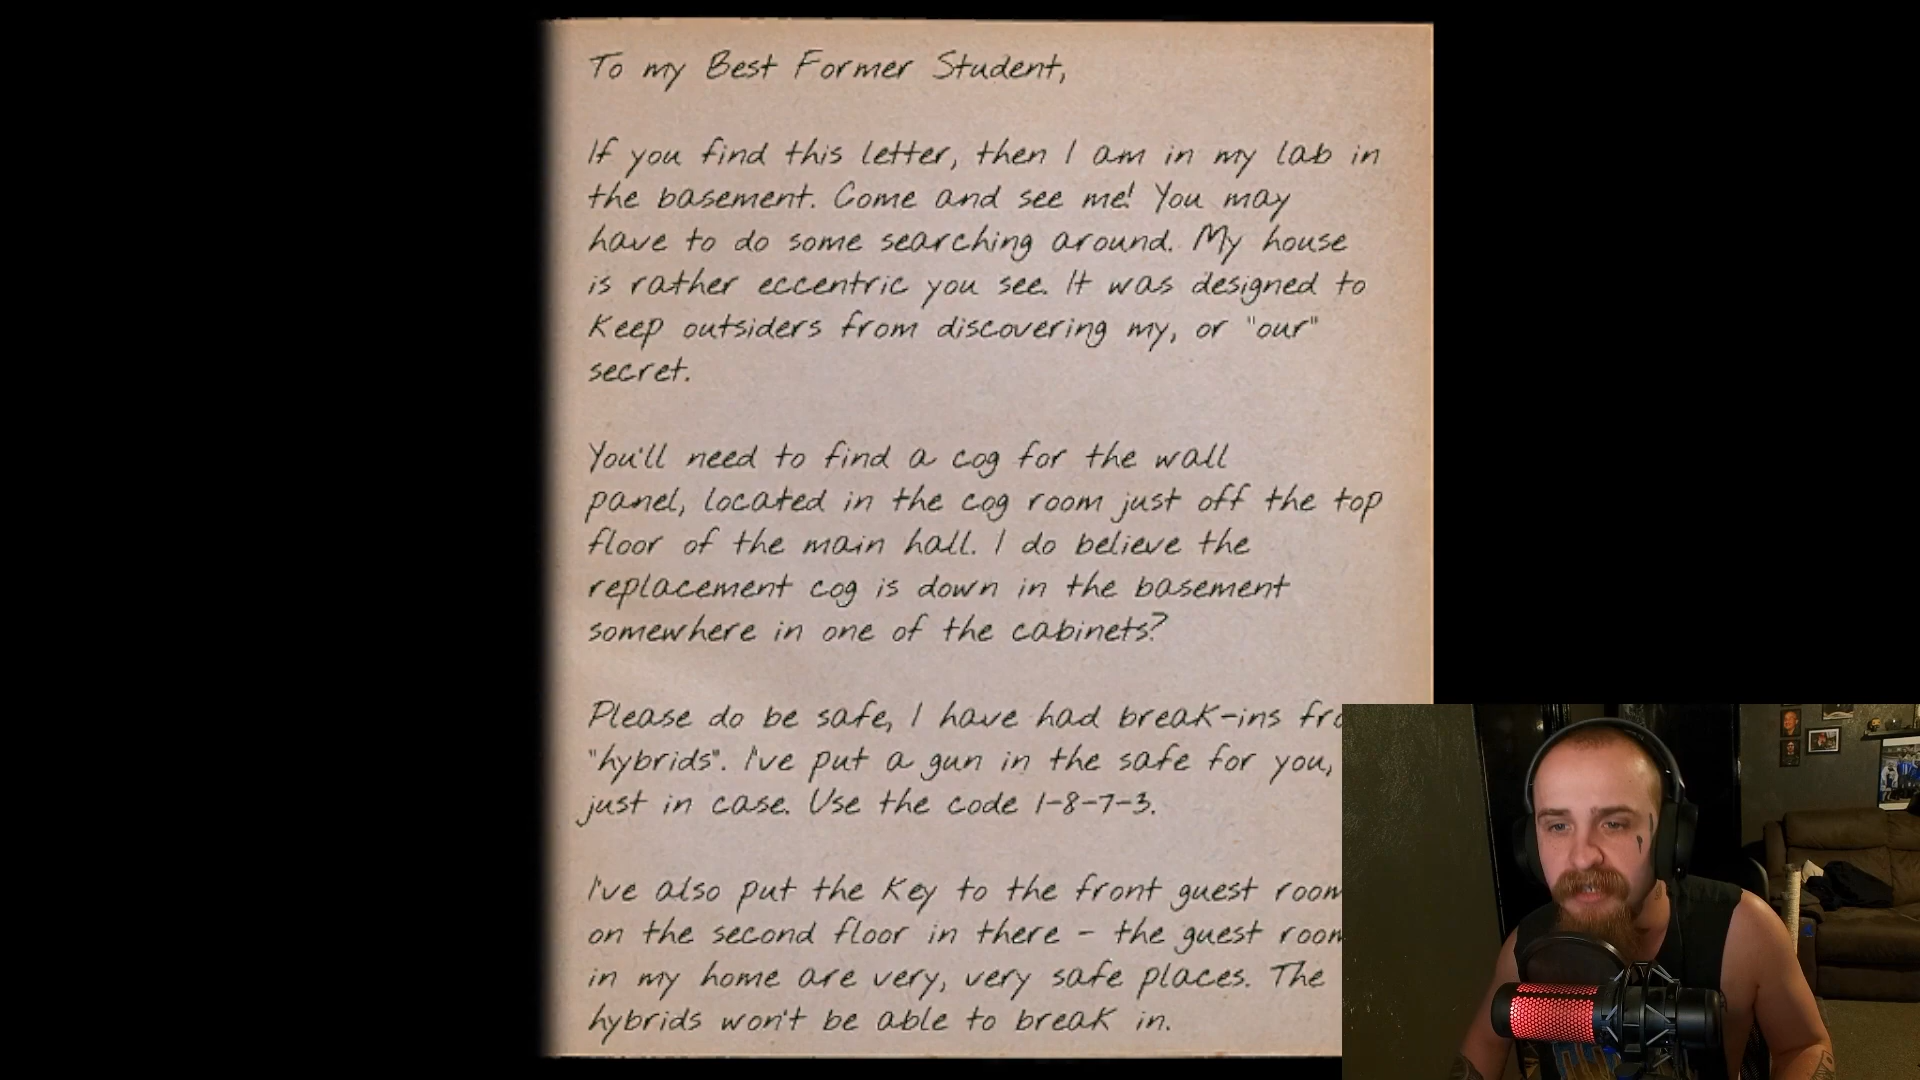 To my Best Former Student,
If you find this letter, then I am in my lab in
the basement. Come and see me! You may
have to do some searching around. My house
is rather eccentric you see. It was designed to
keep outsiders from discovering my, or "our"
secret.
You'll need to find a cog for the wall
panel, located in the cog room just off the top
floor of the main hall. I do believe the
replacement cog is down in the basement
somewhere in one of the cabinets?
Please do be safe, I have had break-ins
"hybrids". I've put a gun in the safe for you,
just in case. Use the code 1-8-7-3.
I've also put the key to the front guest room
on the second floor in there - the guest
in my home are very, very safe places. The
hybrids won't be able to break in.